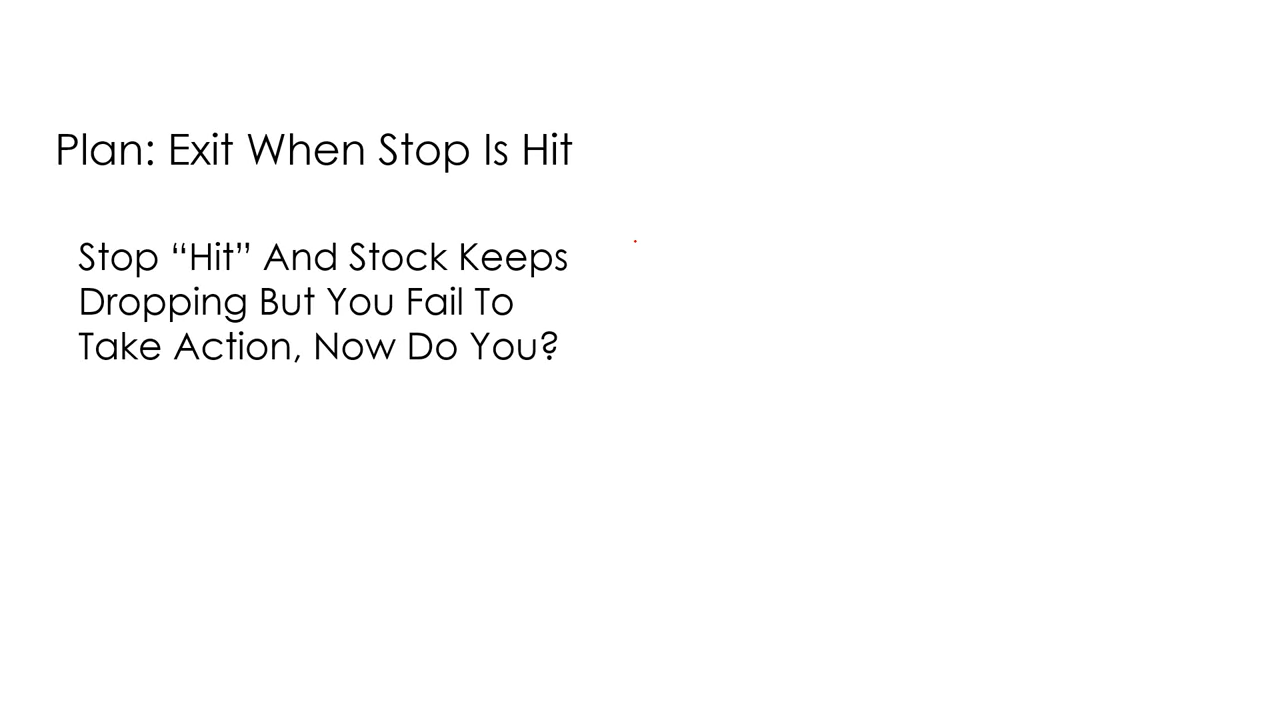 Plan: Exit When Stop Is Hit
Stop “Hit” And Stock Keeps
Dropping But You Fail To
Take Action, Now Do You?